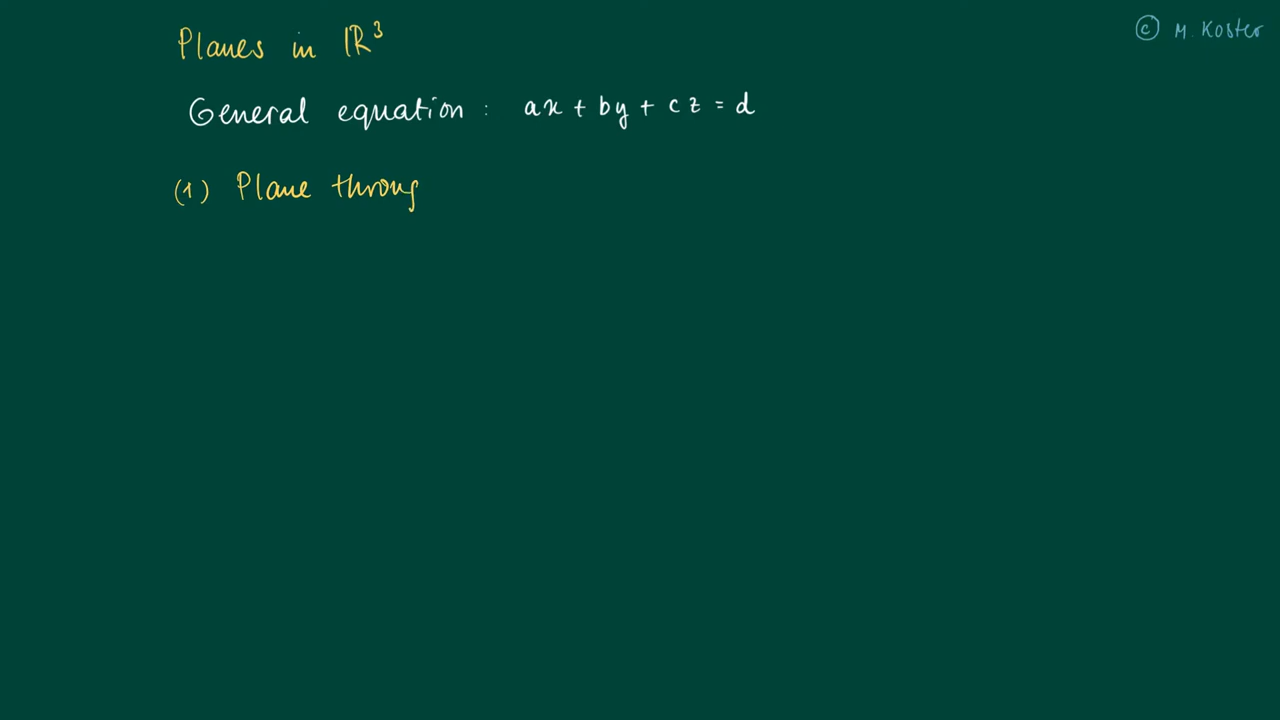 Planes in ℝ³
© M. Koster
General equation : ax + by + cz = d
(1) Plane throug